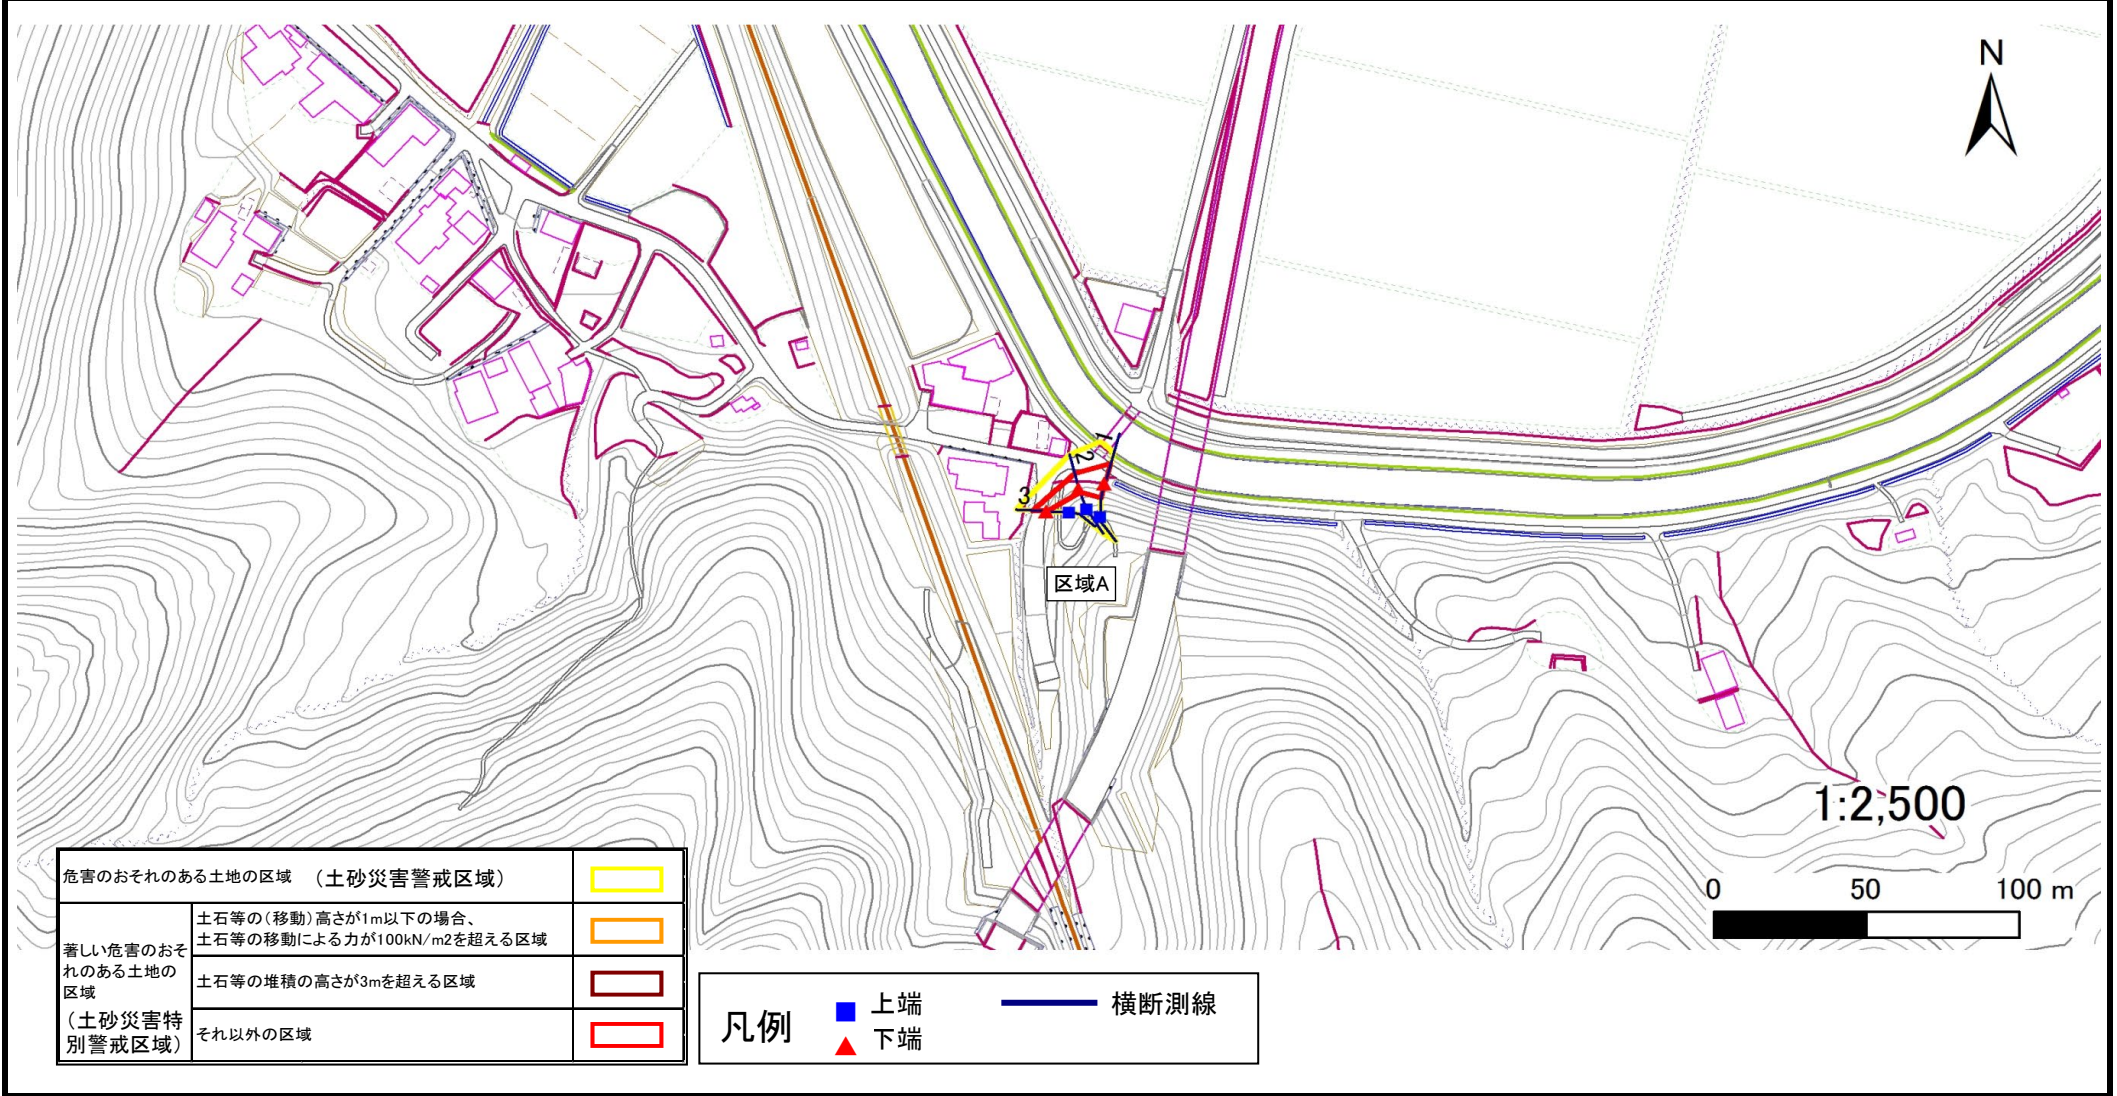 N
1
2
3
区域A
1:2,500
0 50 100 m
危害のおそれのある土地の区域 (土砂災害警戒区域)
著しい危害のおそ
れのある土地の
区域
(土砂災害特
別警戒区域)
土石等の(移動)高さが1m以下の場合、
土石等の移動による力が100kN/m2を超える区域
土石等の堆積の高さが3mを超える区域
それ以外の区域
凡例
上端
下端
横断測線